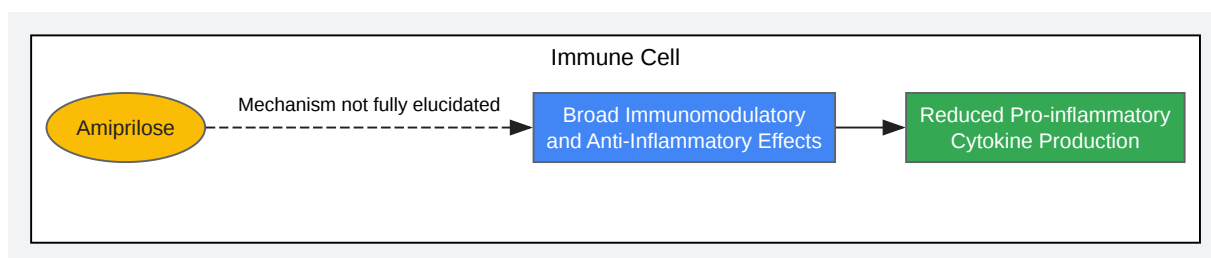 Immune Cell
Amiprilose
Mechanism not fully elucidated
Broad Immunomodulatory
and Anti-Inflammatory Effects
Reduced Pro-inflammatory
Cytokine Production